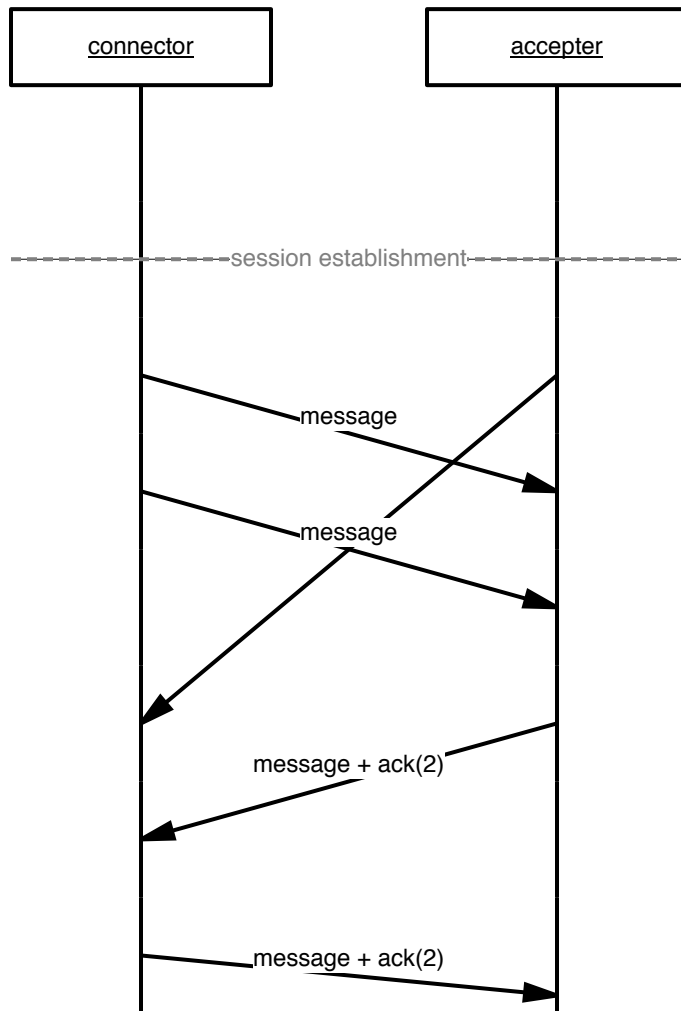 connector
accepter
session establishment
message
message
message + ack(2)
message + ack(2)